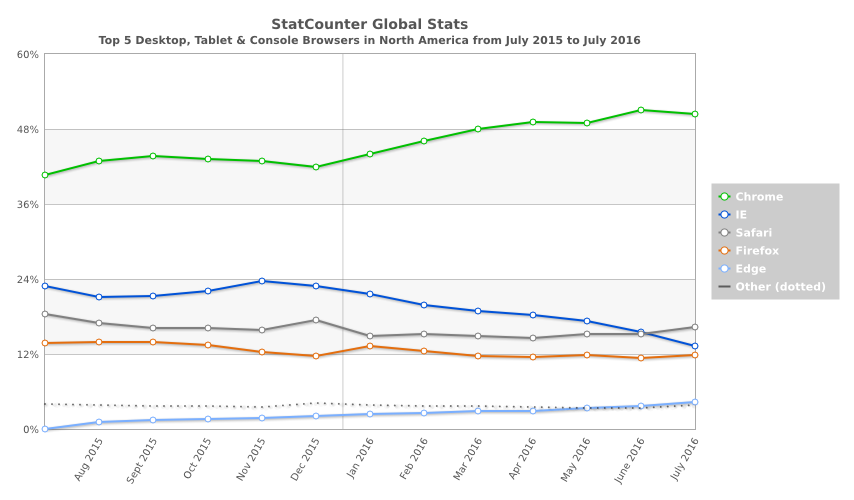 StatCounter Global Stats
Top 5 Desktop, Tablet & Console Browsers in North America from July 2015 to July 2016
60%
48%
36%
24%
12%
0%
Aug 2015
Sept 2015
Oct 2015
Nov 2015
Dec 2015
Jan 2016
Feb 2016
Mar 2016
Apr 2016
May 2016
June 2016
July 2016
Chrome
IE
Safari
Firefox
Edge
Other (dotted)